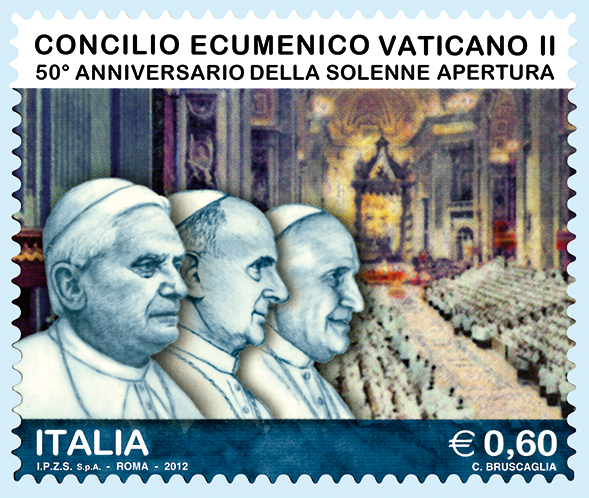 CONCILIO ECUMENICO VATICANO II
50° ANNIVERSARIO DELLA SOLENNE APERTURA
ITALIA
€ 0,60
I.P.Z.S. S.p.A. - ROMA - 2012
C. BRUSCAGLIA